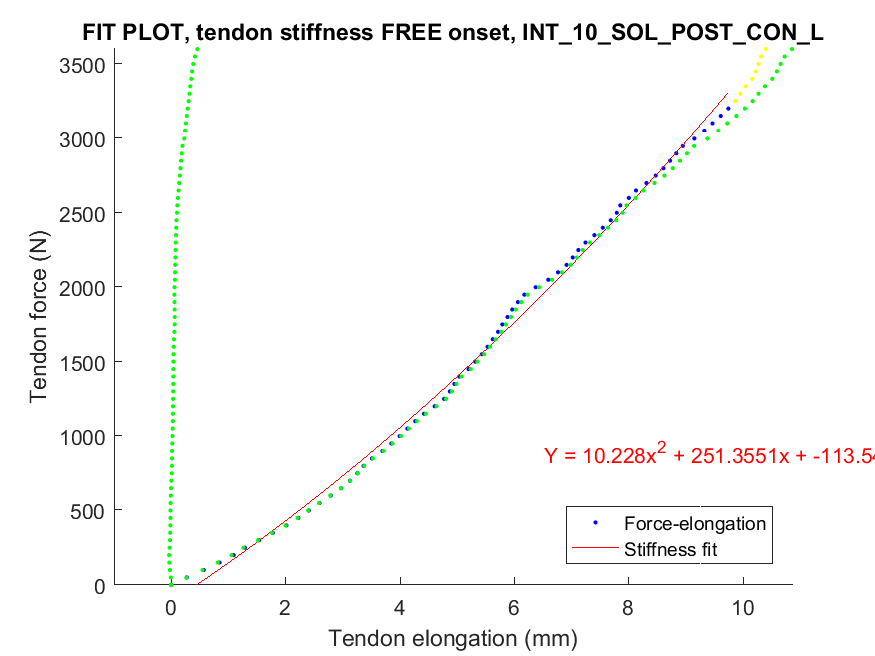 FIT PLOT, tendon stiffness FREE onset, INT_10_SOL_POST_CON_L
3500
3000
2500
2000
1500
1000
500
0
Tendon force (N)
Y = 10.228x² + 251.3551x + -113.54
Force-elongation
Stiffness fit
0 2 4 6 8 10
Tendon elongation (mm)